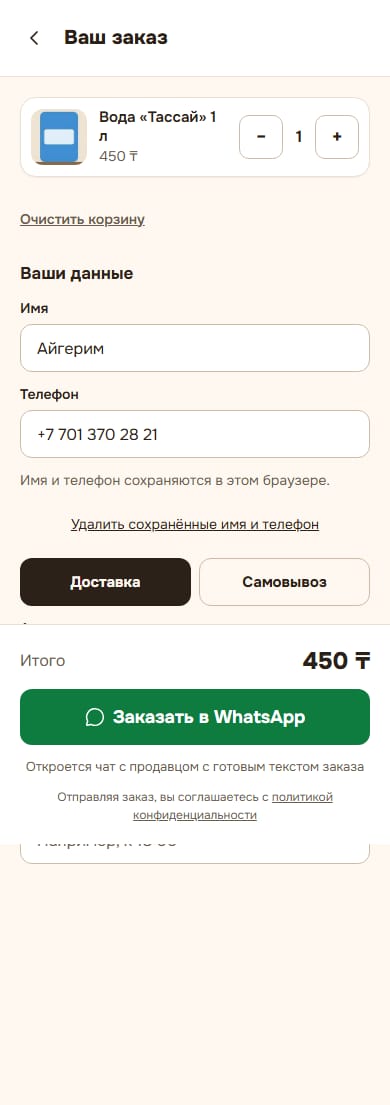 Ваш заказ
Вода «Тассай» 1
л
450 ₸
−
1
+
Очистить корзину
Ваши данные
Имя
Айгерим
Телефон
+7 701 370 28 21
Имя и телефон сохраняются в этом браузере.
Удалить сохранённые имя и телефон
Доставка
Самовывоз
Итого
450 ₸
Заказать в WhatsApp
Откроется чат с продавцом с готовым текстом заказа
Отправляя заказ, вы соглашаетесь с политикой
конфиденциальности